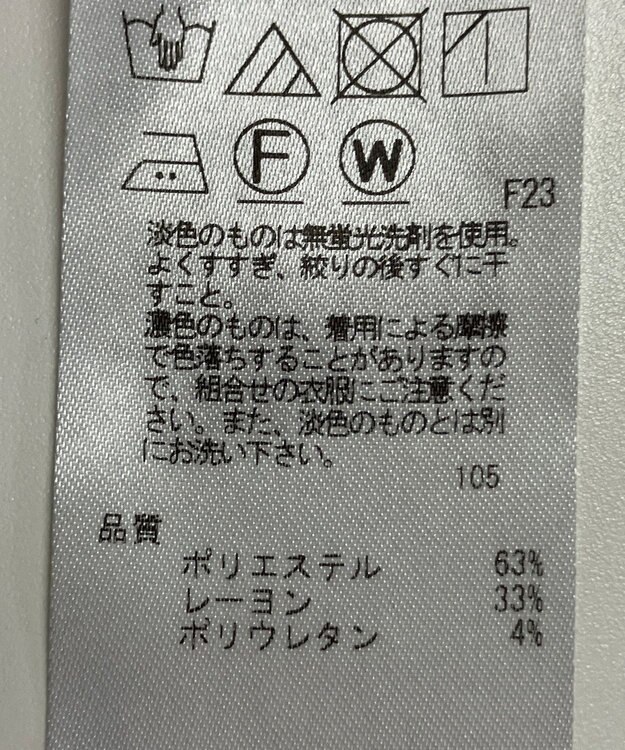 F W
F23
淡色のものは無蛍光洗剤を使用。
よくすすぎ、絞りの後すぐに干
すこと。
濃色のものは、着用による摩擦
で色落ちすることがありますの
で、組合せの衣服にご注意くだ
さい。また、淡色のものとは別
にお洗い下さい。
105
品質
ポリエステル 63%
レーヨン 33%
ポリウレタン 4%